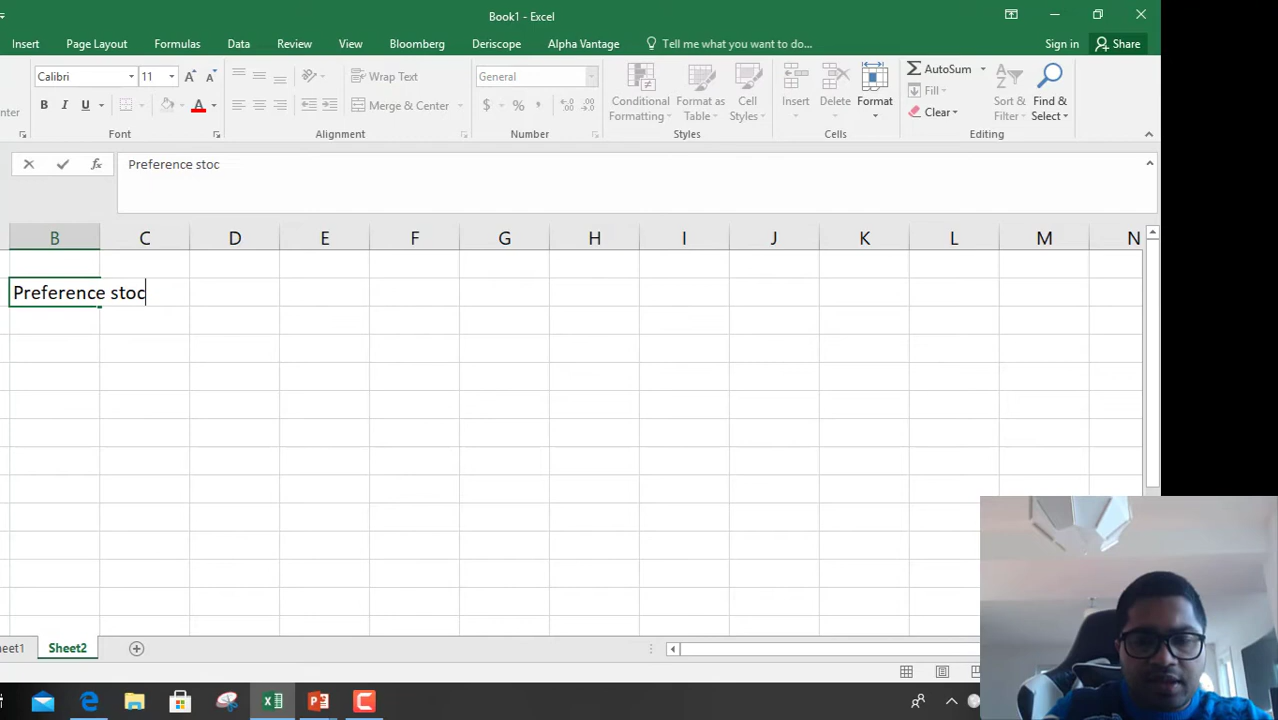 Book1 - Excel
Insert Page Layout Formulas Data Review View Bloomberg Deriscope Alpha Vantage Tell me what you want to do... Sign in Share
Calibri 11 Wrap Text General AutoSum
Fill
B I U A Merge & Center $ % , Conditional Formatting Format as Table Cell Styles Insert Delete Format Clear Sort & Filter Find & Select
Font Alignment Number Styles Cells Editing
fx Preference stoc
B C D E F G H I J K L M N
Preference stoc
eet1 Sheet2